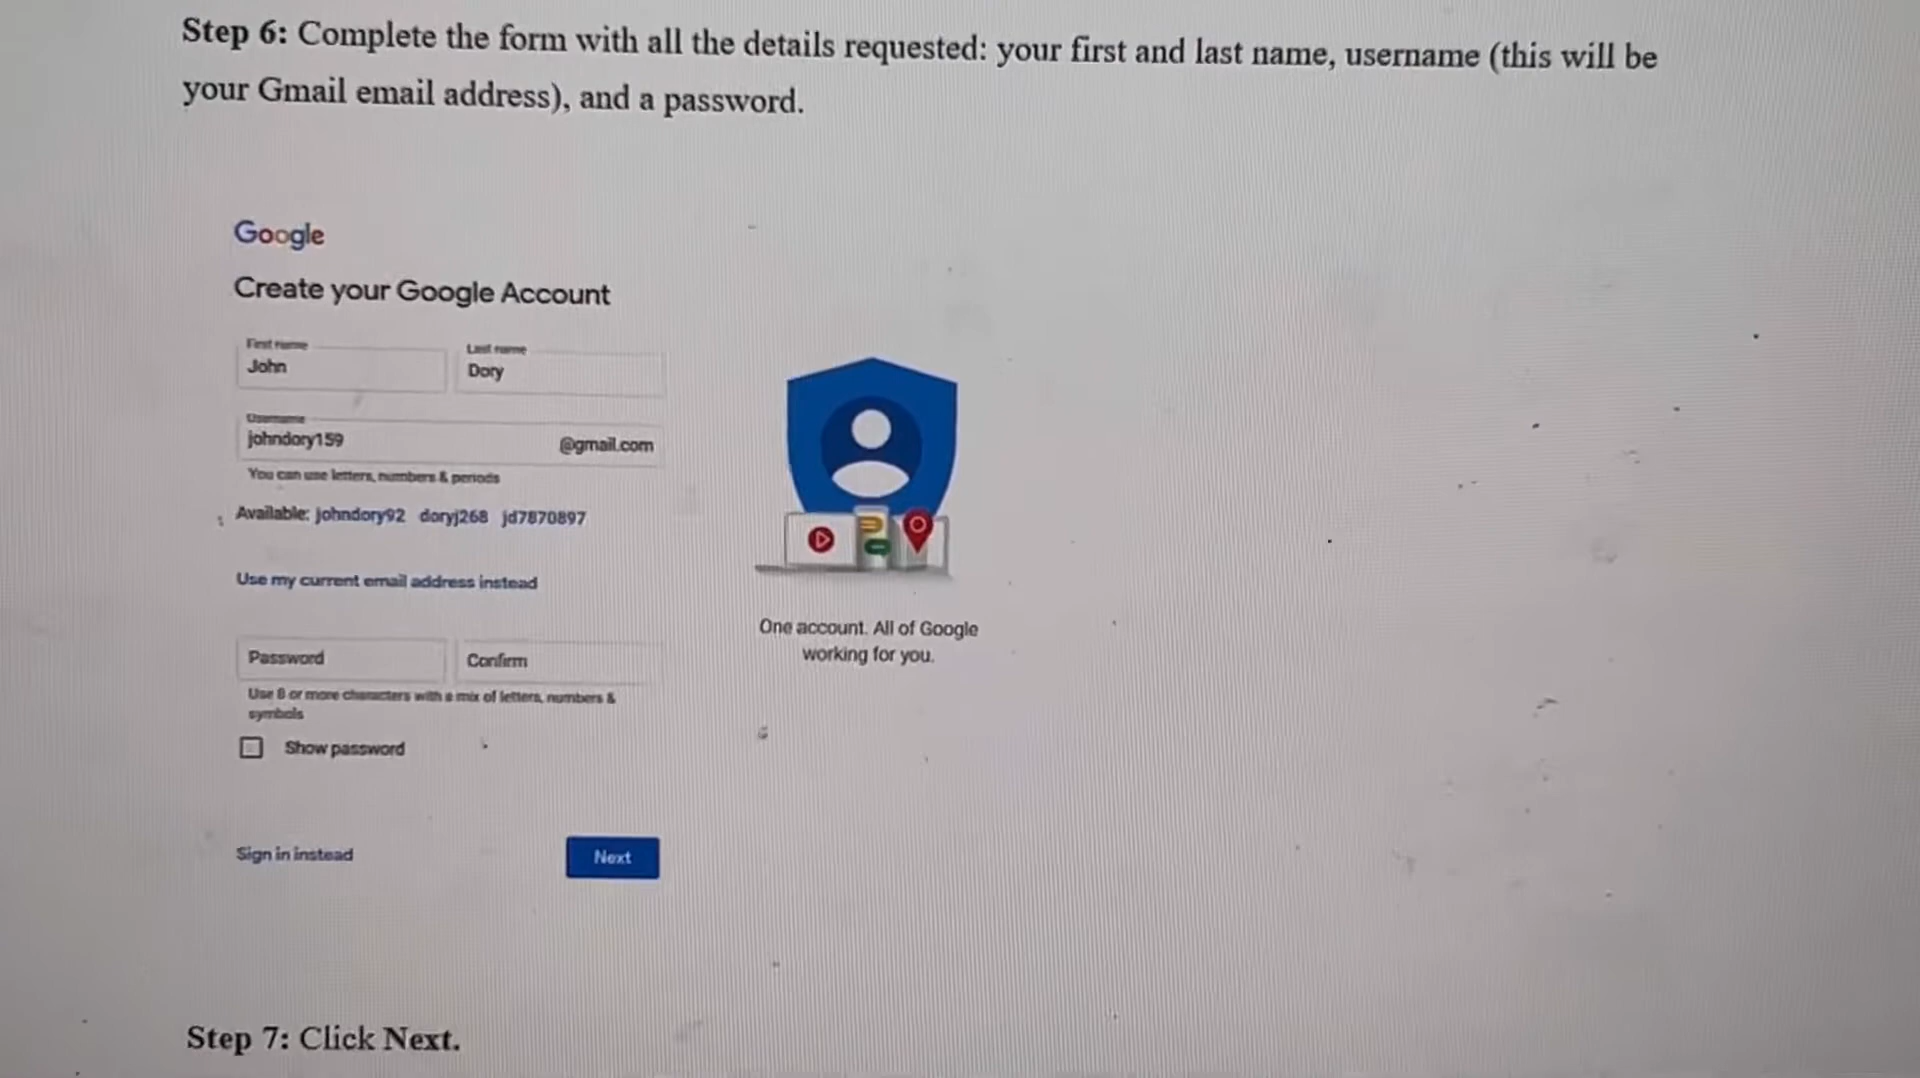 Step 6: Complete the form with all the details requested: your first and last name, username (this will be
your Gmail email address), and a password.
Google
Create your Google Account
First name
Last name
John
Dory
Username
johndory159
@gmail.com
You can use letters, numbers & periods
Available: johndory92 doryj268 jd7870897
Use my current email address instead
Password
Confirm
Use 8 or more characters with a mix of letters, numbers &
symbols
Show password
One account. All of Google
working for you.
Sign in instead
Next
Step 7: Click Next.